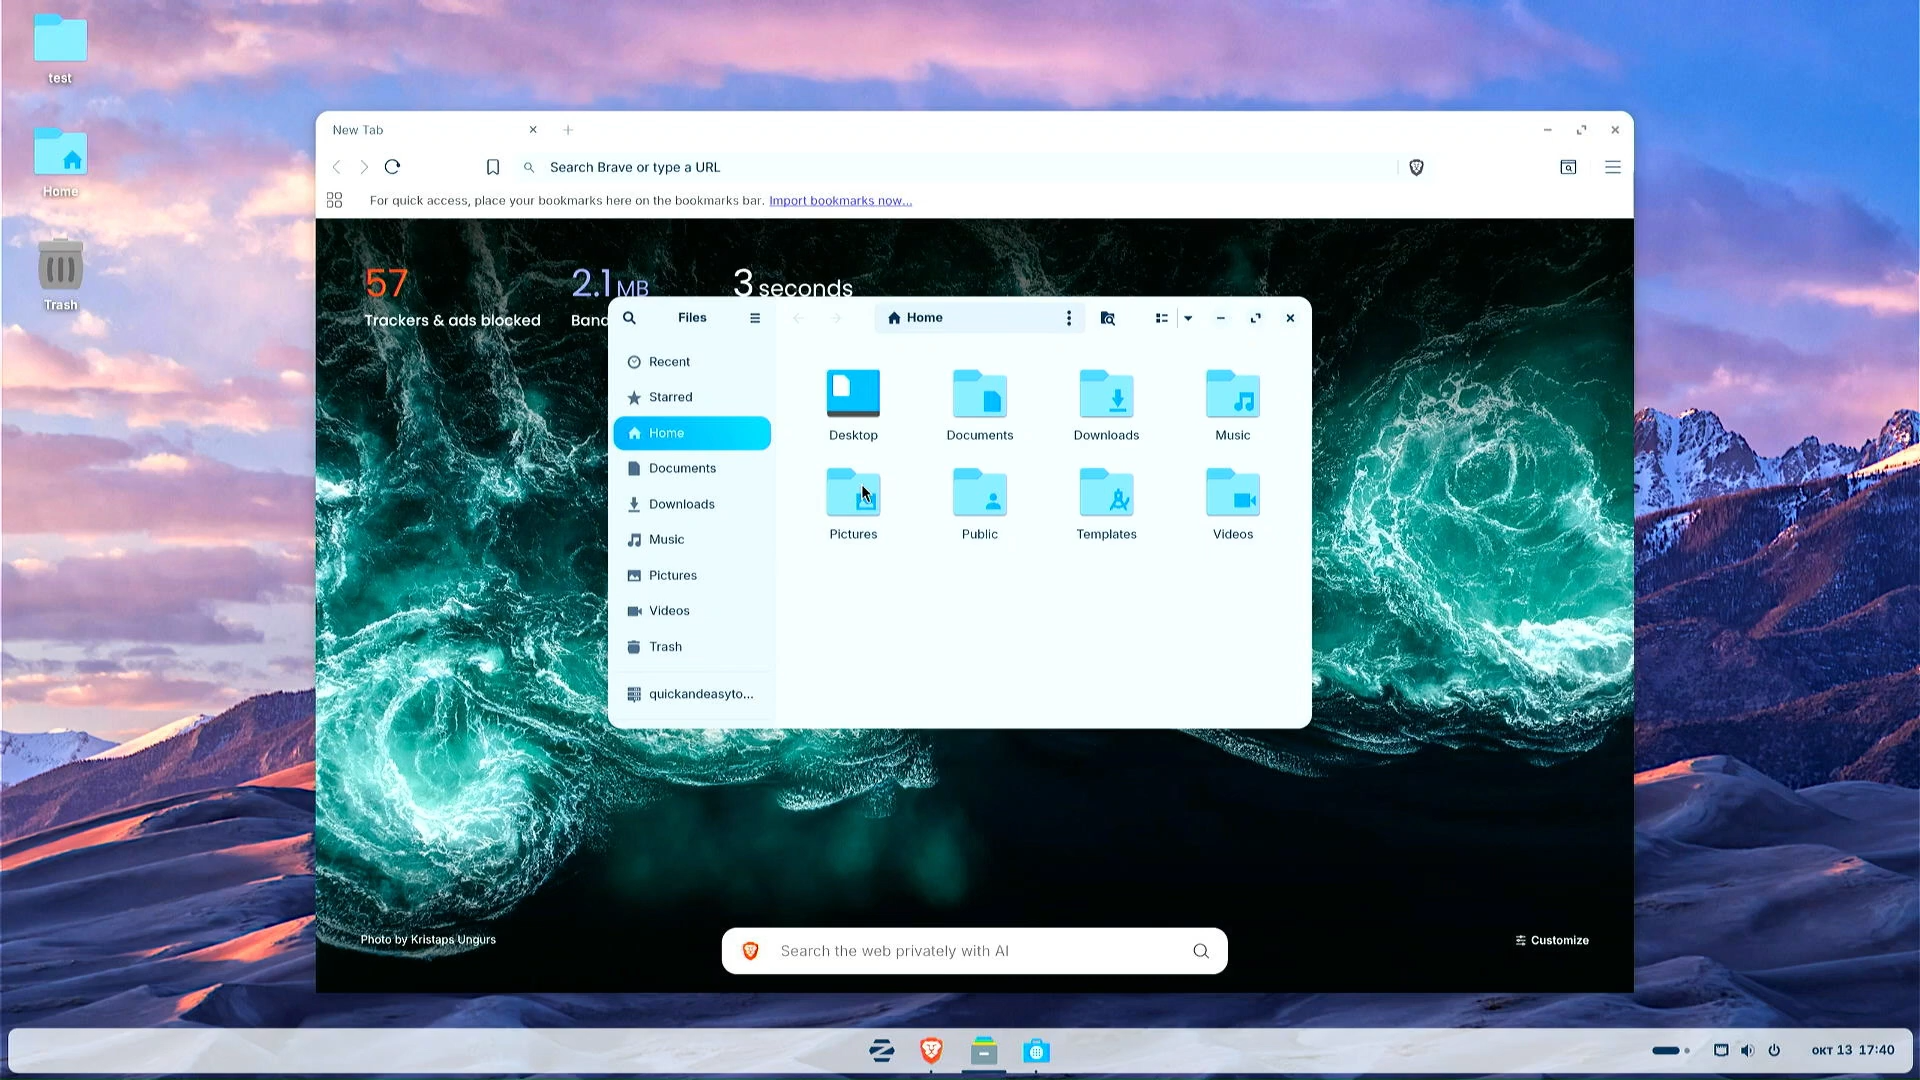 test
Home
Trash
New Tab
Search Brave or type a URL
For quick access, place your bookmarks here on the bookmarks bar. Import bookmarks now...
57
Trackers & ads blocked
2.1 MB
Band
3 seconds
Files
Home
Recent
Starred
Home
Documents
Downloads
Music
Pictures
Videos
Trash
quickandeasyto...
Desktop
Documents
Downloads
Music
Pictures
Public
Templates
Videos
Photo by Kristaps Ungurs
Search the web privately with AI
Customize
окт 13 17:40